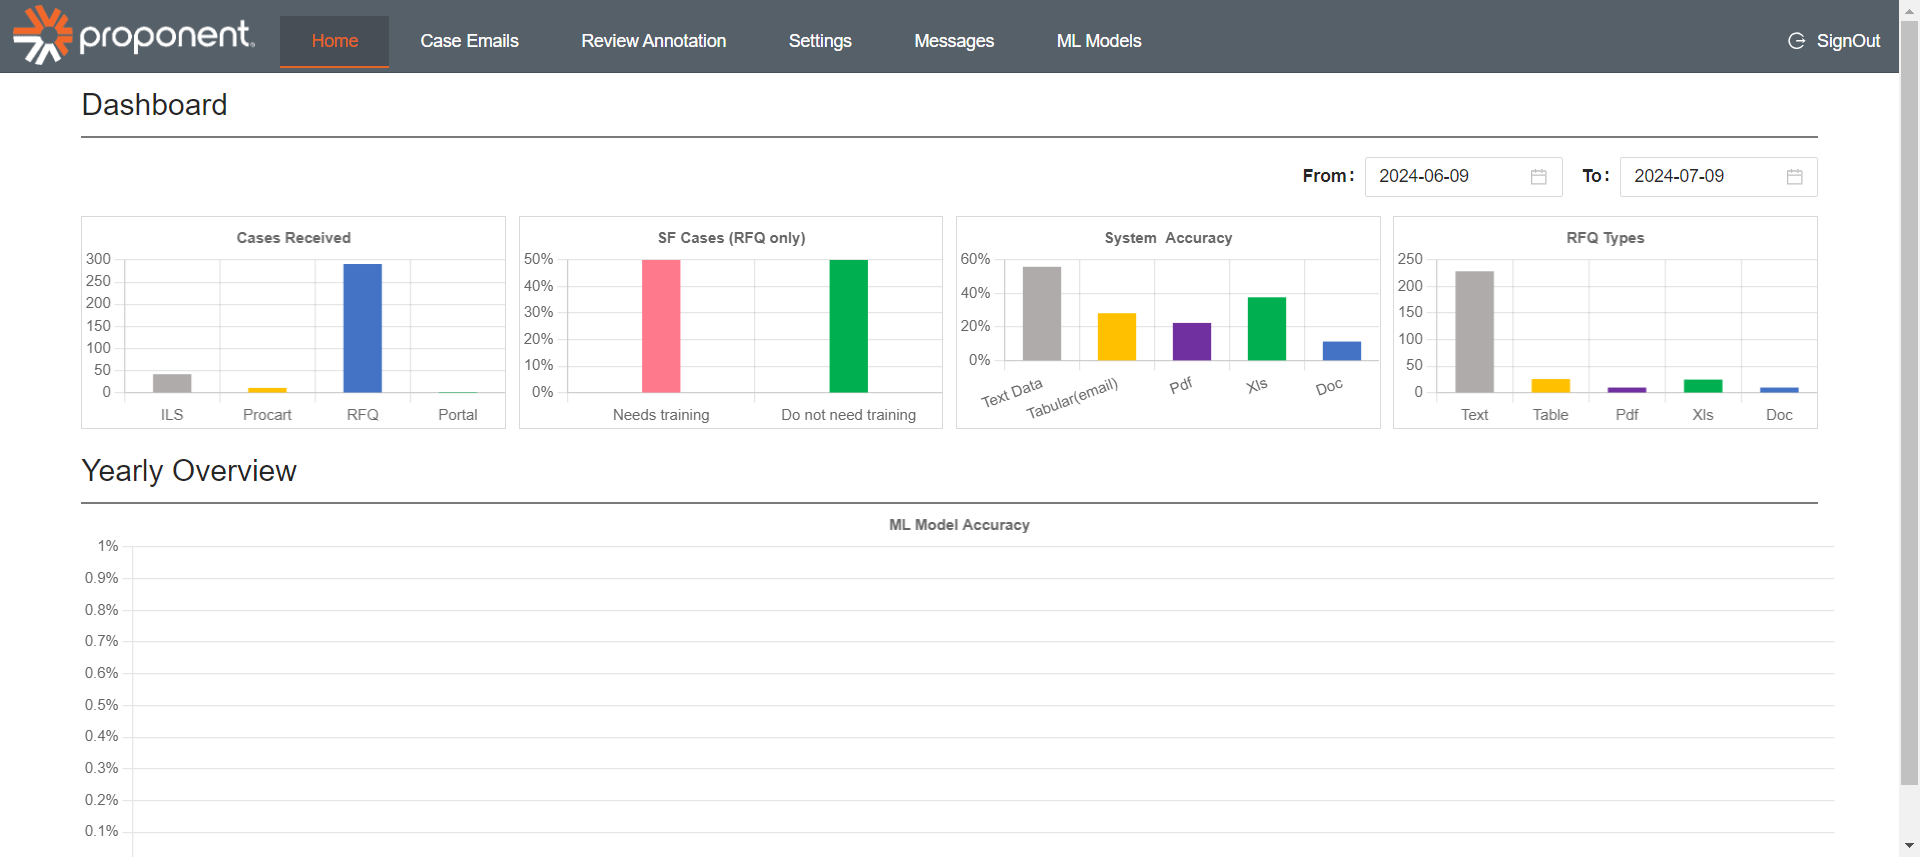 proponent
Home
Case Emails
Review Annotation
Settings
Messages
ML Models
SignOut
Dashboard
From: 2024-06-09
To: 2024-07-09
Cases Received
300
250
200
150
100
50
0
ILS
Procart
RFQ
Portal
SF Cases (RFQ only)
50%
40%
30%
20%
10%
0%
Needs training
Do not need training
System Accuracy
60%
40%
20%
0%
Text Data
Tabular(email)
Pdf
Xls
Doc
RFQ Types
250
200
150
100
50
0
Text
Table
Pdf
Xls
Doc
Yearly Overview
ML Model Accuracy
1%
0.9%
0.8%
0.7%
0.6%
0.5%
0.4%
0.3%
0.2%
0.1%